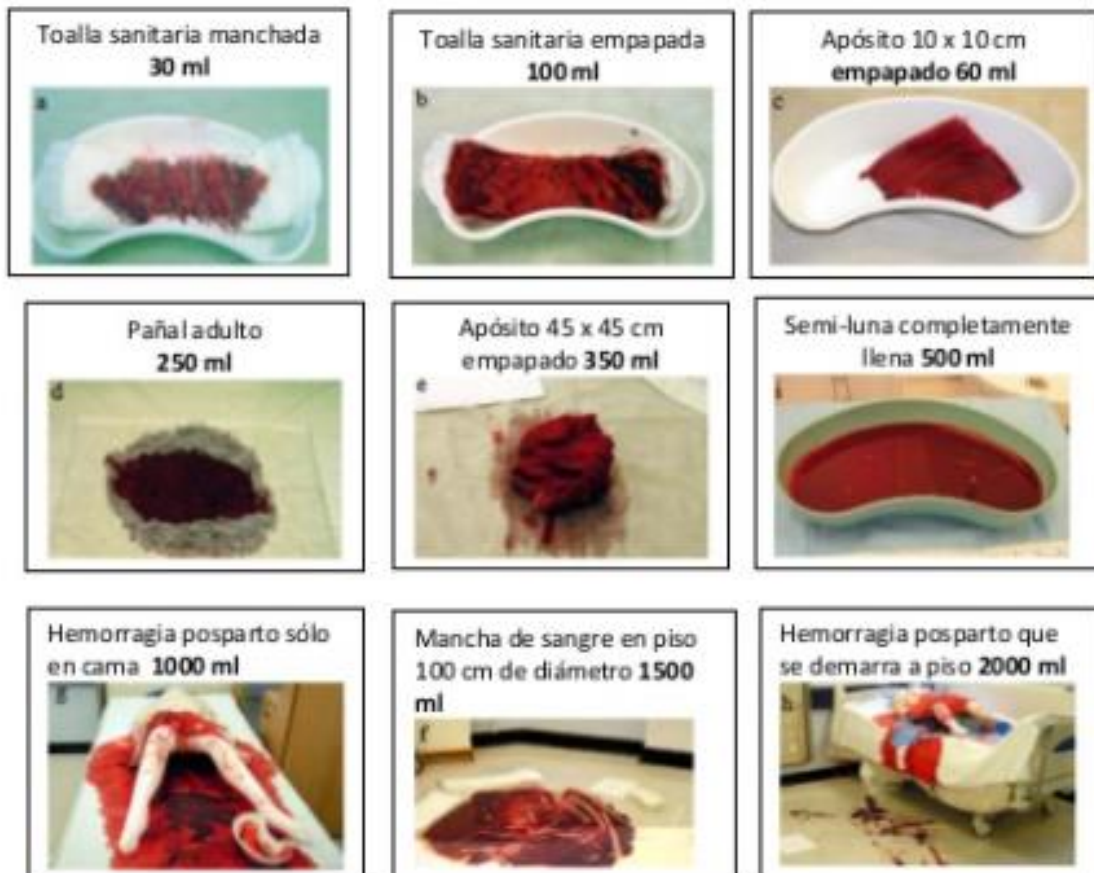 Toalla sanitaria manchada
30 ml
a
Toalla sanitaria empapada
100 ml
b
Apósito 10 x 10 cm
empapado 60 ml
c
Pañal adulto
250 ml
d
Apósito 45 x 45 cm
empapado 350 ml
e
Semi-luna completamente
llena 500 ml
Hemorragia posparto sólo
en cama 1000 ml
Mancha de sangre en piso
100 cm de diámetro 1500
ml
f
Hemorragia posparto que
se demarra a piso 2000 ml
h